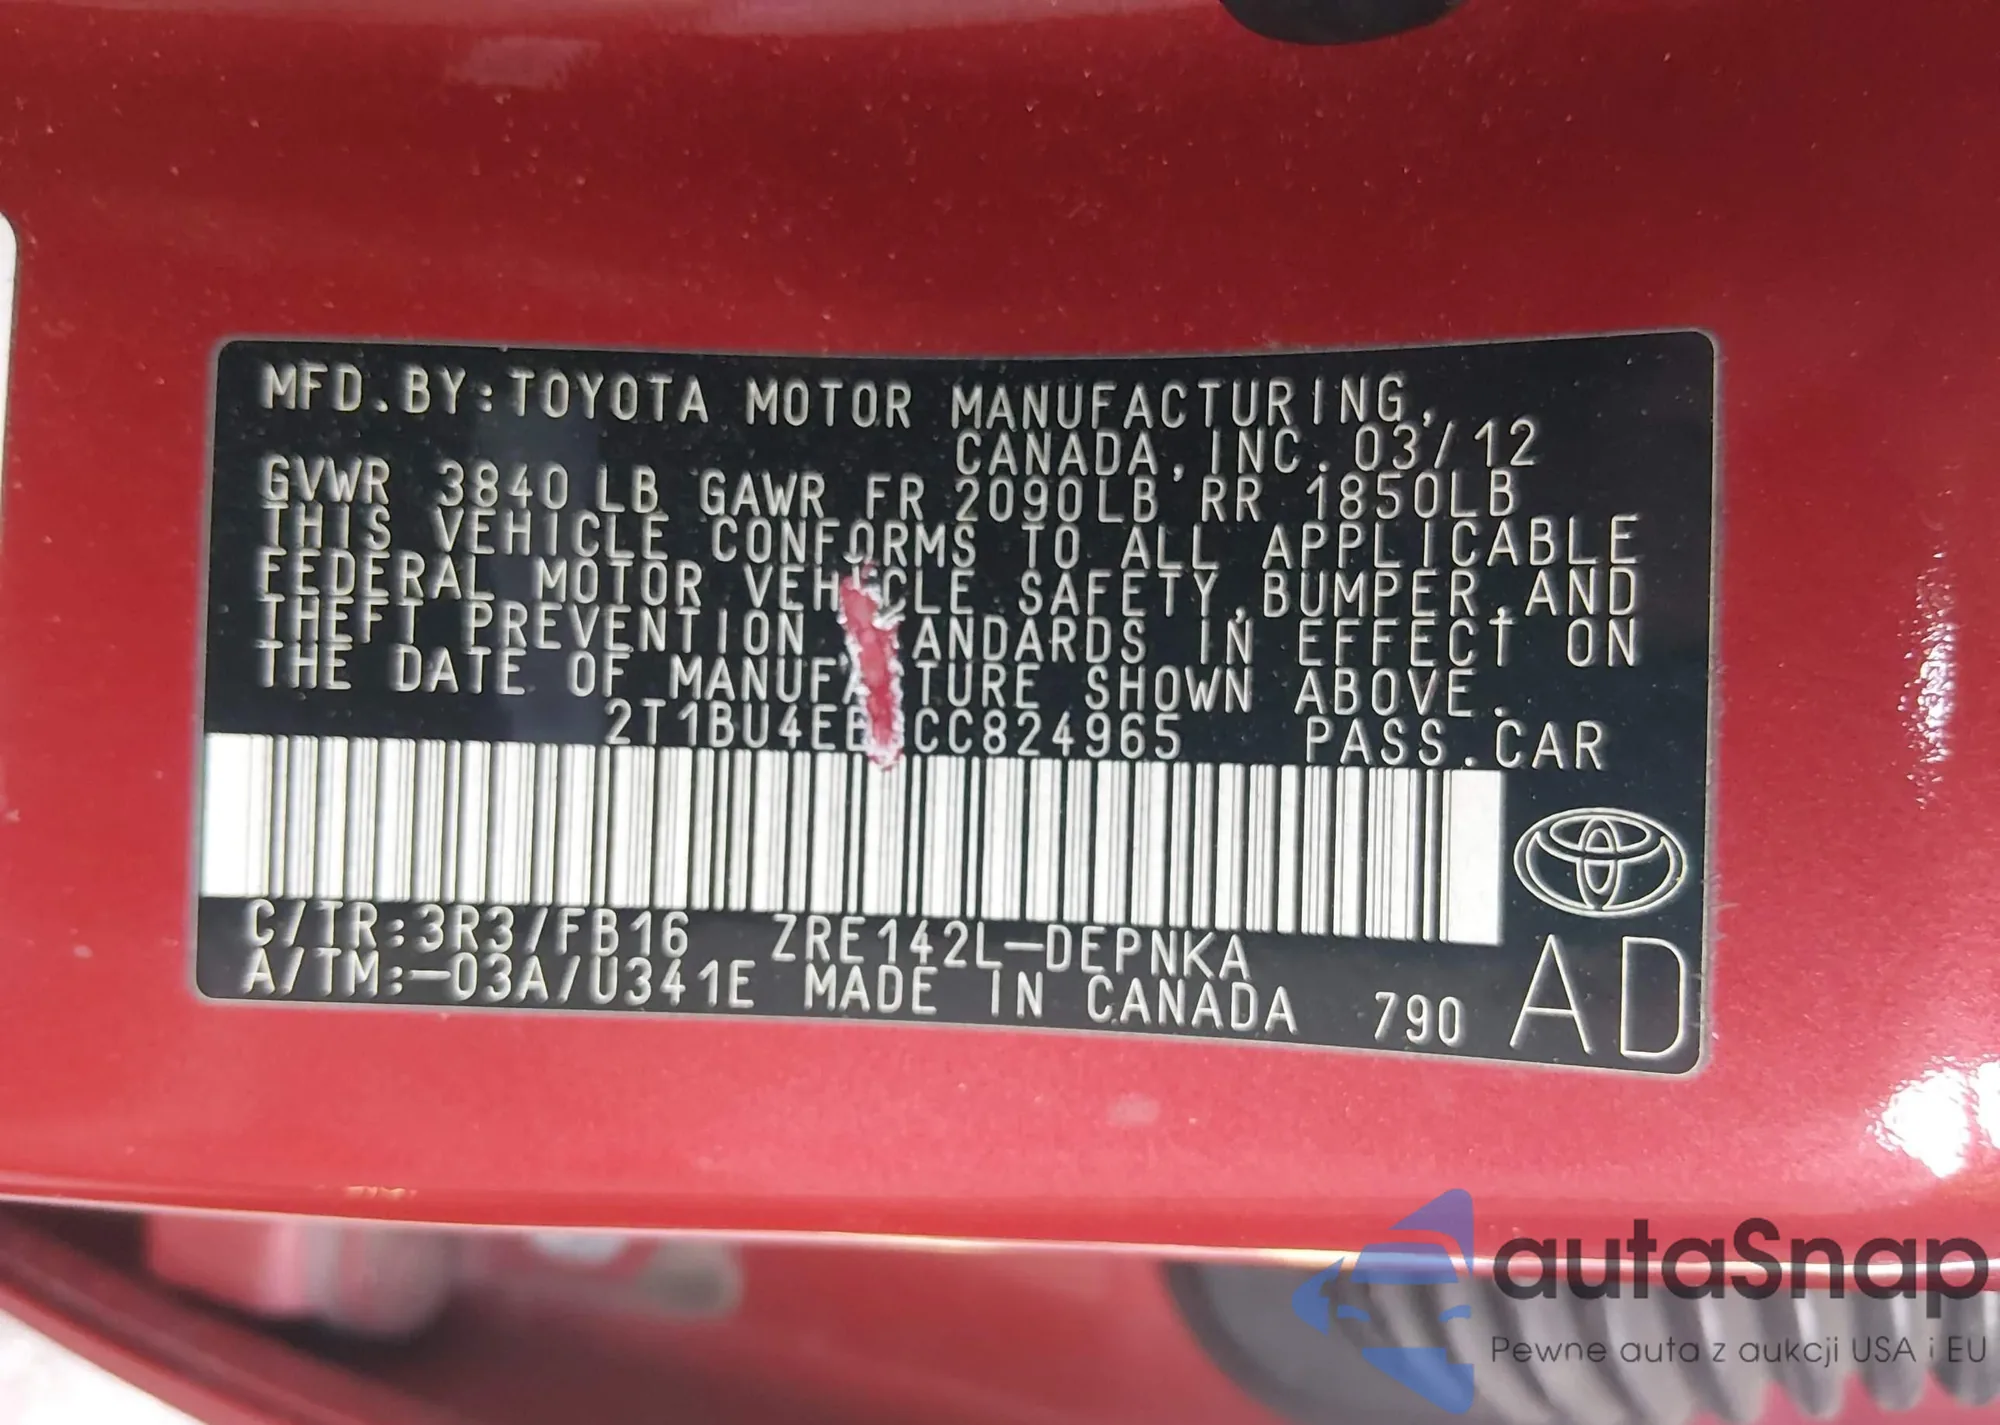 MFD.BY:TOYOTA MOTOR MANUFACTURING,
CANADA,INC. 03/12
GVWR 3840 LB GAWR FR 2090LB RR 1850LB
THIS VEHICLE CONFORMS TO ALL APPLICABLE
FEDERAL MOTOR VEHICLE SAFETY,BUMPER,AND
THEFT PREVENTION ANDARDS IN EFFECT ON
THE DATE OF MANUFA TURE SHOWN ABOVE.
PASS.CAR
C/TR:3R3/FB16 ZRE142L-DEPNKA
A/TM:-03A/U341E MADE IN CANADA 790
AD
autaSnap
Pewne auta z aukcji USA i EU